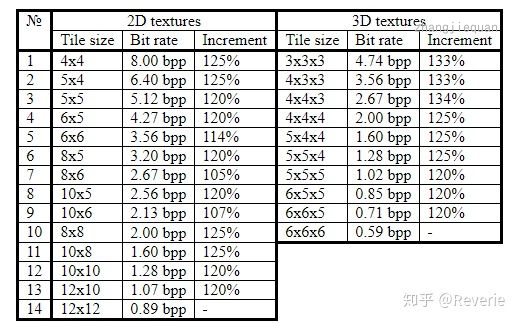 № 2D textures 3D textures
changjiequan
Tile size Bit rate Increment Tile size Bit rate Increment
1 4x4 8.00 bpp 125% 3x3x3 4.74 bpp 133%
2 5x4 6.40 bpp 125% 4x3x3 3.56 bpp 133%
3 5x5 5.12 bpp 120% 4x4x3 2.67 bpp 134%
4 6x5 4.27 bpp 120% 4x4x4 2.00 bpp 125%
5 6x6 3.56 bpp 114% 5x4x4 1.60 bpp 125%
6 8x5 3.20 bpp 120% 5x5x4 1.28 bpp 125%
7 8x6 2.67 bpp 105% 5x5x5 1.02 bpp 120%
8 10x5 2.56 bpp 120% 6x5x5 0.85 bpp 120%
9 10x6 2.13 bpp 107% 6x6x5 0.71 bpp 120%
10 8x8 2.00 bpp 125% 6x6x6 0.59 bpp -
11 10x8 1.60 bpp 125%
12 10x10 1.28 bpp 120%
13 12x10 1.07 bpp 120%
14 12x12 0.89 bpp -
知乎 @Reverie